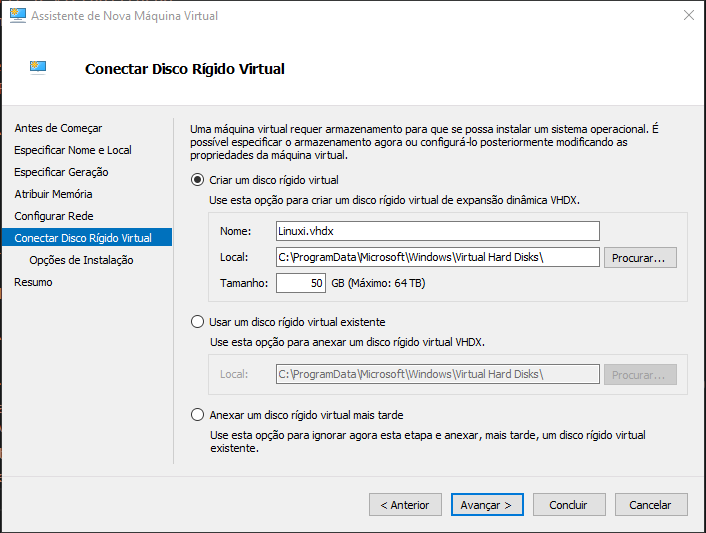 Assistente de Nova Máquina Virtual
Conectar Disco Rígido Virtual
Antes de Começar
Especificar Nome e Local
Especificar Geração
Atribuir Memória
Configurar Rede
Conectar Disco Rígido Virtual
Opções de Instalação
Resumo
Uma máquina virtual requer armazenamento para que se possa instalar um sistema operacional. É
possível especificar o armazenamento agora ou configurá-lo posteriormente modificando as
propriedades da máquina virtual.
Criar um disco rígido virtual
Use esta opção para criar um disco rígido virtual de expansão dinâmica VHDX.
Nome: Linuxi.vhdx
Local: C:\ProgramData\Microsoft\Windows\Virtual Hard Disks\ Procurar...
Tamanho: 50 GB (Máximo: 64 TB)
Usar um disco rígido virtual existente
Use esta opção para anexar um disco rígido virtual VHDX.
Local: C:\ProgramData\Microsoft\Windows\Virtual Hard Disks\ Procurar...
Anexar um disco rígido virtual mais tarde
Use esta opção para ignorar agora esta etapa e anexar, mais tarde, um disco rígido virtual
existente.
< Anterior Avançar > Concluir Cancelar